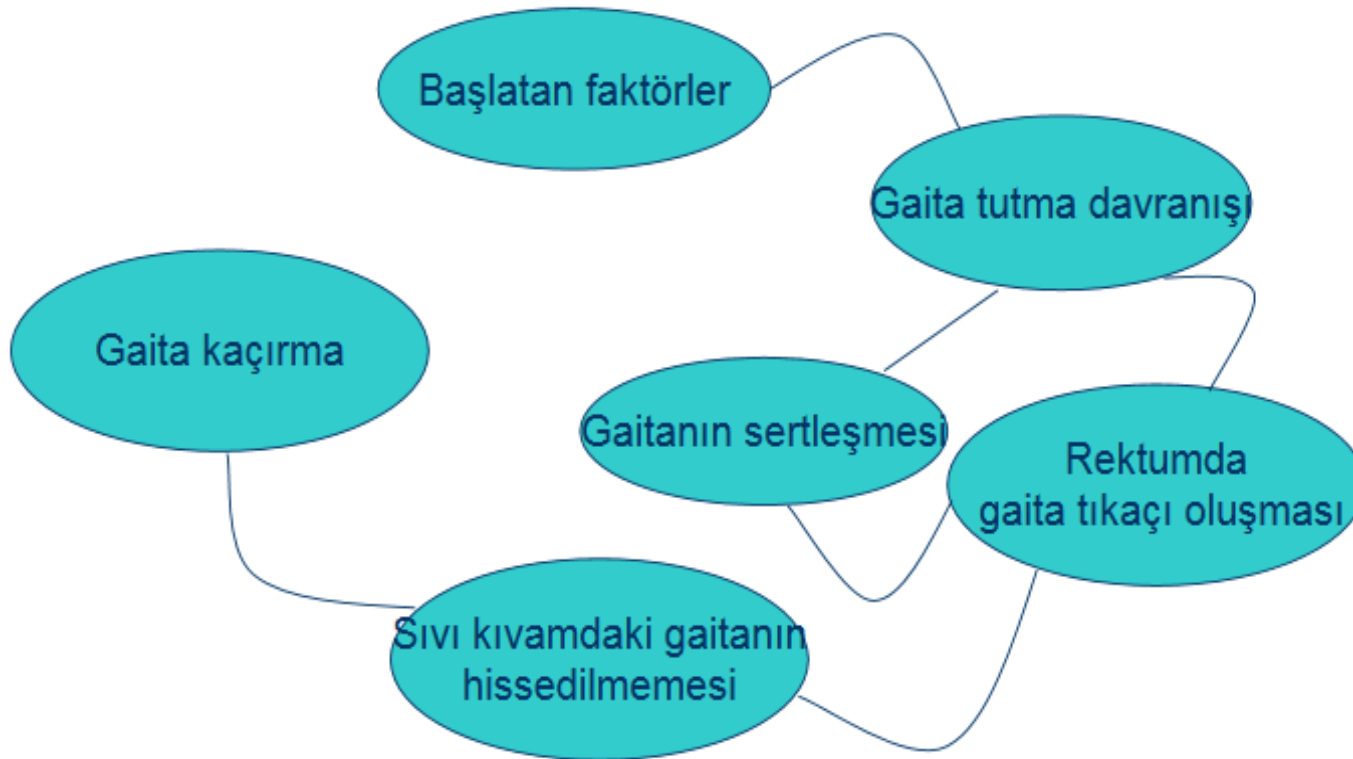 Başlatan faktörler
Gaita tutma davranışı
Gaita kaçırma
Gaitanın sertleşmesi
Rektumda
gaita tıkaçı oluşması
Sıvı kıvamdaki gaitanın
hissedilmemesi